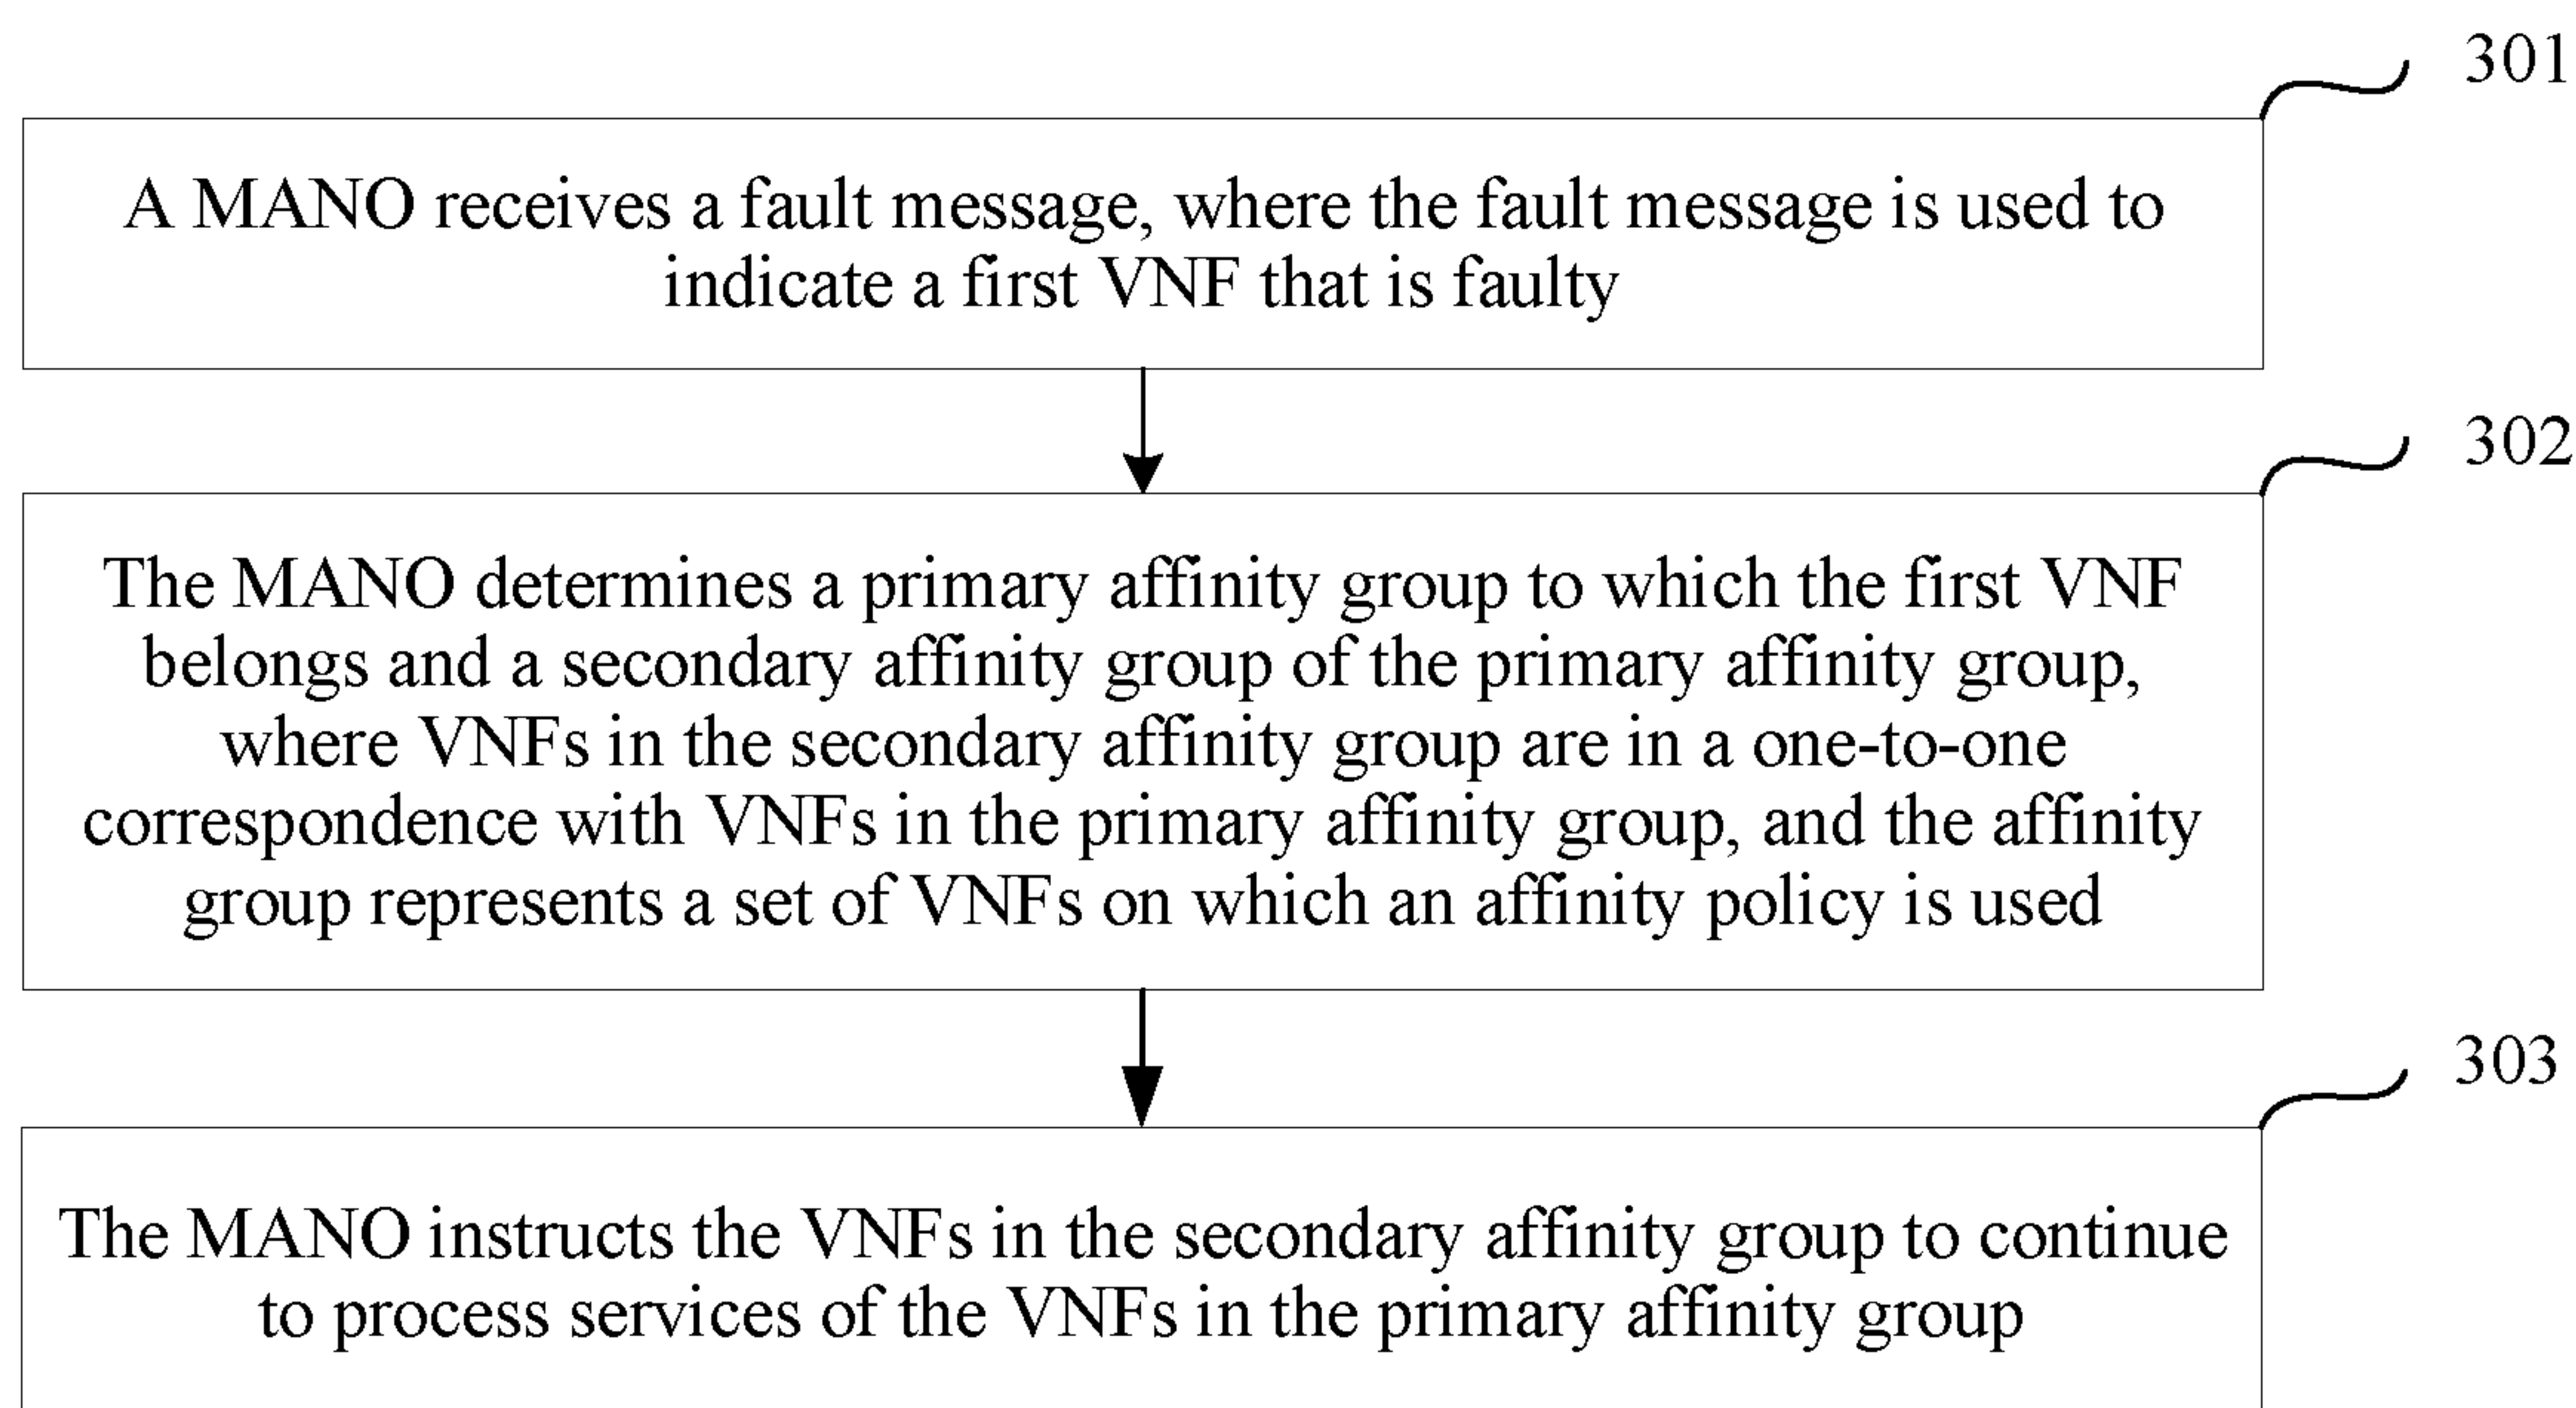 301
A MANO receives a fault message, where the fault message is used to
indicate a first VNF that is faulty
302
The MANO determines a primary affinity group to which the first VNF
belongs and a secondary affinity group of the primary affinity group,
where VNFs in the secondary affinity group are in a one-to-one
correspondence with VNFs in the primary affinity group, and the affinity
group represents a set of VNFs on which an affinity policy is used
303
The MANO instructs the VNFs in the secondary affinity group to continue
to process services of the VNFs in the primary affinity group